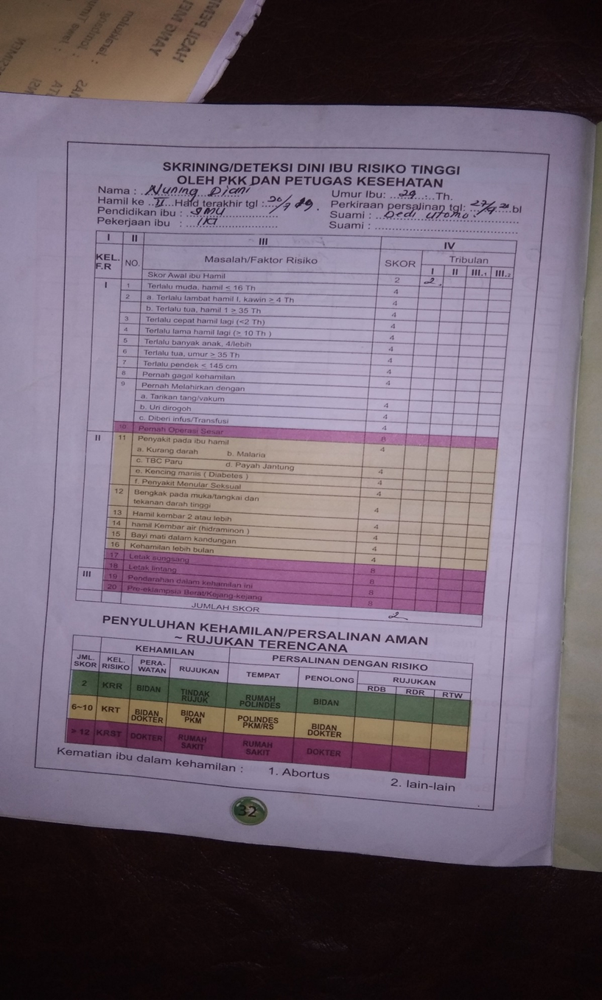 SKRINING/DETEKSI DINI IBU RISIKO TINGGI
OLEH PKK DAN PETUGAS KESEHATAN
Nama : Nuning Diani
Umur Ibu: 29 Th.
Hamil ke II Haid terakhir tgl : 20/7
Perkiraan persalinan tgl: 27/4 bl
Pendidikan ibu : SMU
Suami : Dedi Utomo
Pekerjaan ibu :
Suami :
I II III IV
KEL. F.R NO. Masalah/Faktor Risiko SKOR Tribulan
I II III.1 III.2
Skor Awal ibu Hamil 2 2
I 1 Terlalu muda, hamil ≤ 16 Th 4
2 a. Terlalu lambat hamil I, kawin ≥ 4 Th 4
b. Terlalu tua, hamil 1 ≥ 35 Th 4
3 Terlalu cepat hamil lagi (<2 Th) 4
4 Terlalu lama hamil lagi (≥ 10 Th ) 4
5 Terlalu banyak anak, 4/lebih 4
6 Terlalu tua, umur ≥ 35 Th 4
7 Terlalu pendek < 145 cm 4
8 Pernah gagal kehamilan 4
9 Pernah Melahirkan dengan
a. Tarikan tang/vakum 4
b. Uri dirogoh 4
c. Diberi infus/Transfusi 4
10 Pernah Operasi Sesar 8
II 11 Penyakit pada ibu hamil 4
a. Kurang darah b. Malaria
c. TBC Paru d. Payah Jantung 4
e. Kencing manis ( Diabetes ) 4
f. Penyakit Menular Seksual 4
12 Bengkak pada muka/tangkai dan
tekanan darah tinggi 4
13 Hamil kembar 2 atau lebih 4
14 hamil Kembar air (hidraminon ) 4
15 Bayi mati dalam kandungan 4
16 Kehamilan lebih bulan 4
17 Letak sungsang 8
18 Letak lintang 8
III 19 Pendarahan dalam kehamilan ini 8
20 Pre-eklampsia Berat/Kejang-kejang 8
JUMLAH SKOR 2
PENYULUHAN KEHAMILAN/PERSALINAN AMAN
~ RUJUKAN TERENCANA
KEHAMILAN PERSALINAN DENGAN RISIKO
JML. SKOR KEL. RISIKO PERA-WATAN RUJUKAN TEMPAT PENOLONG RUJUKAN
RDB RDR RTW
2 KRR BIDAN TINDAK RUJUK RUMAH POLINDES BIDAN
6~10 KRT BIDAN DOKTER BIDAN PKM POLINDES PKM/RS BIDAN DOKTER
> 12 KRST DOKTER RUMAH SAKIT RUMAH SAKIT DOKTER
Kematian ibu dalam kehamilan : 1. Abortus 2. lain-lain
32